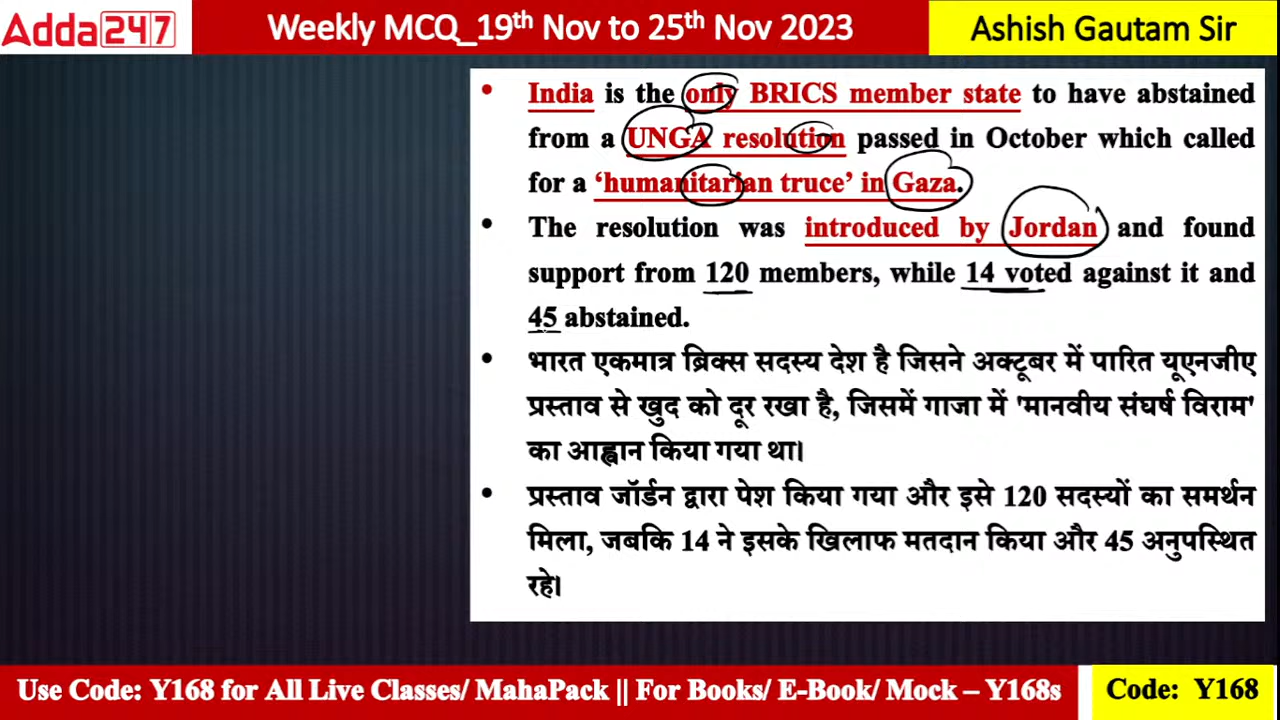 Adda247
Weekly MCQ_19th Nov to 25th Nov 2023
Ashish Gautam Sir
• India is the only BRICS member state to have abstained
from a UNGA resolution passed in October which called
for a ‘humanitarian truce’ in Gaza.
• The resolution was introduced by Jordan and found
support from 120 members, while 14 voted against it and
45 abstained.
• भारत एकमात्र ब्रिक्स सदस्य देश है जिसने अक्टूबर में पारित यूएनजीए
प्रस्ताव से खुद को दूर रखा है, जिसमें गाजा में 'मानवीय संघर्ष विराम'
का आह्वान किया गया था।
• प्रस्ताव जॉर्डन द्वारा पेश किया गया और इसे 120 सदस्यों का समर्थन
मिला, जबकि 14 ने इसके खिलाफ मतदान किया और 45 अनुपस्थित
रहे।
Use Code: Y168 for All Live Classes/ MahaPack || For Books/ E-Book/ Mock – Y168s
Code: Y168